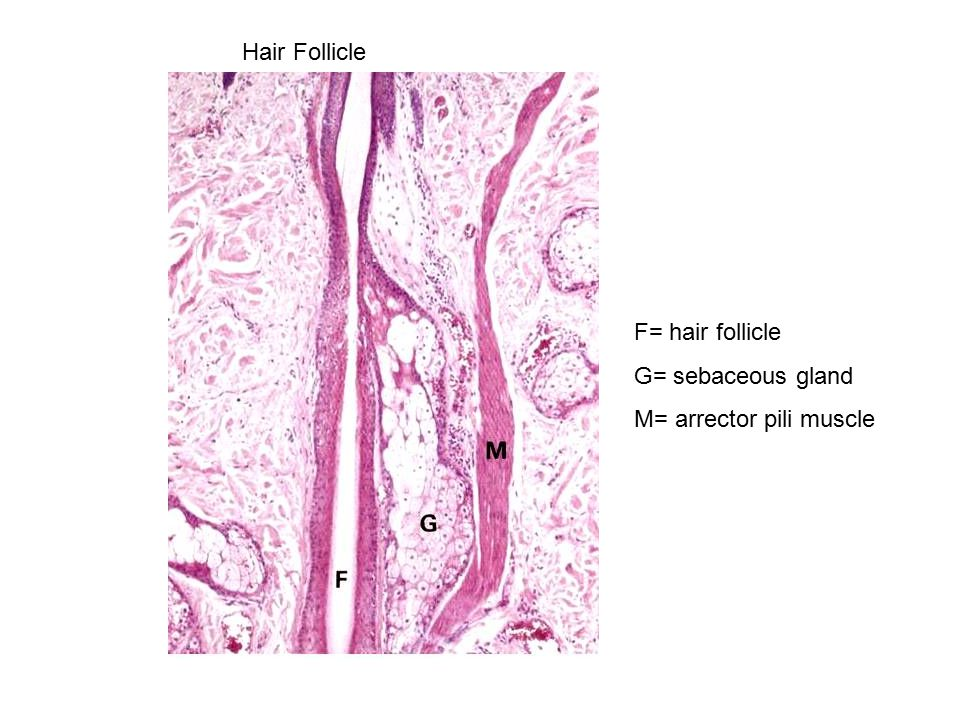 Hair Follicle
F= hair follicle
G= sebaceous gland
M= arrector pili muscle
M
G
F